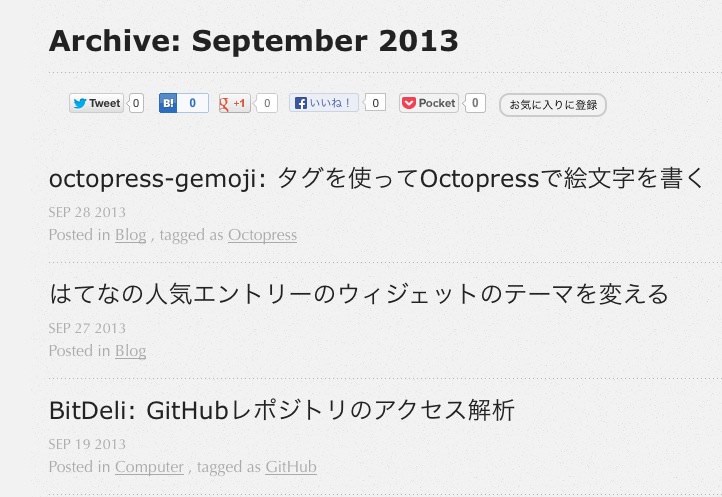 Archive: September 2013
Tweet 0 B! 0 g +1 0 いいね！ 0 Pocket 0 お気に入りに登録
octopress-gemoji: タグを使ってOctopressで絵文字を書く
SEP 28 2013
Posted in Blog , tagged as Octopress
はてなの人気エントリーのウィジェットのテーマを変える
SEP 27 2013
Posted in Blog
BitDeli: GitHubレポジトリのアクセス解析
SEP 19 2013
Posted in Computer , tagged as GitHub